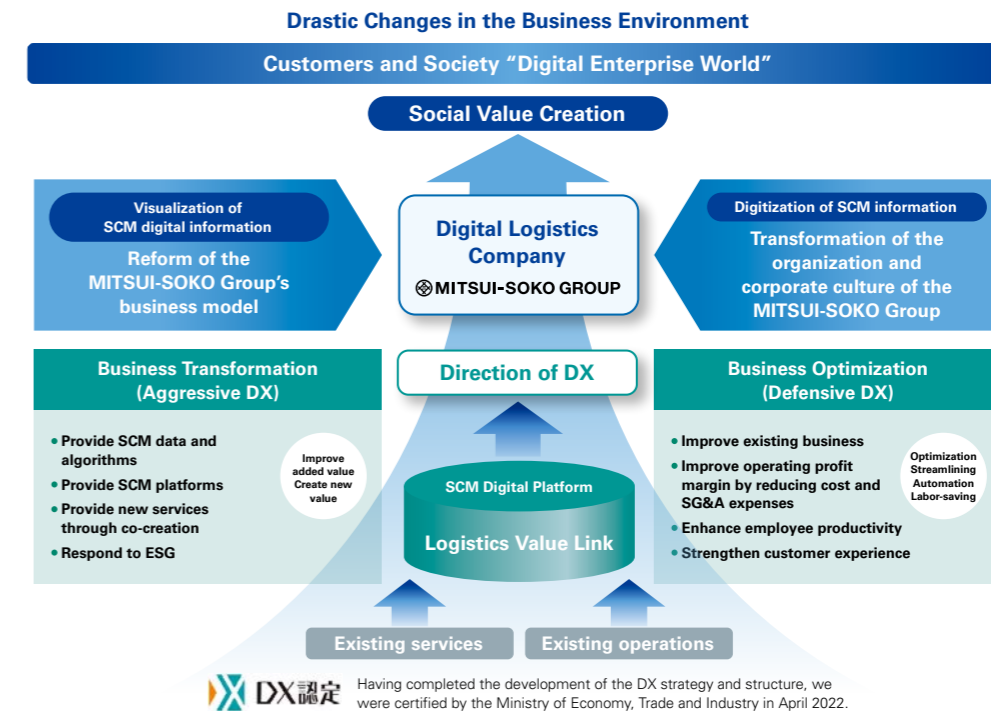 Drastic Changes in the Business Environment
Customers and Society “Digital Enterprise World”
Social Value Creation
Visualization of
SCM digital information
Reform of the
MITSUI-SOKO Group’s
business model
Digital Logistics
Company
MITSUI-SOKO GROUP
Digitization of SCM information
Transformation of the
organization and
corporate culture of the
MITSUI-SOKO Group
Business Transformation
(Aggressive DX)
• Provide SCM data and
algorithms
• Provide SCM platforms
• Provide new services
through co-creation
• Respond to ESG
Improve
added value
Create new
value
Direction of DX
SCM Digital Platform
Logistics Value Link
Business Optimization
(Defensive DX)
• Improve existing business
• Improve operating profit
margin by reducing cost and
SG&A expenses
• Enhance employee productivity
• Strengthen customer experience
Optimization
Streamlining
Automation
Labor-saving
Existing services
Existing operations
DX認定
Having completed the development of the DX strategy and structure, we
were certified by the Ministry of Economy, Trade and Industry in April 2022.